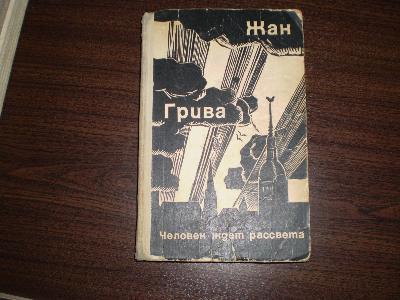 Жан
Грива
Человек ждет рассвета